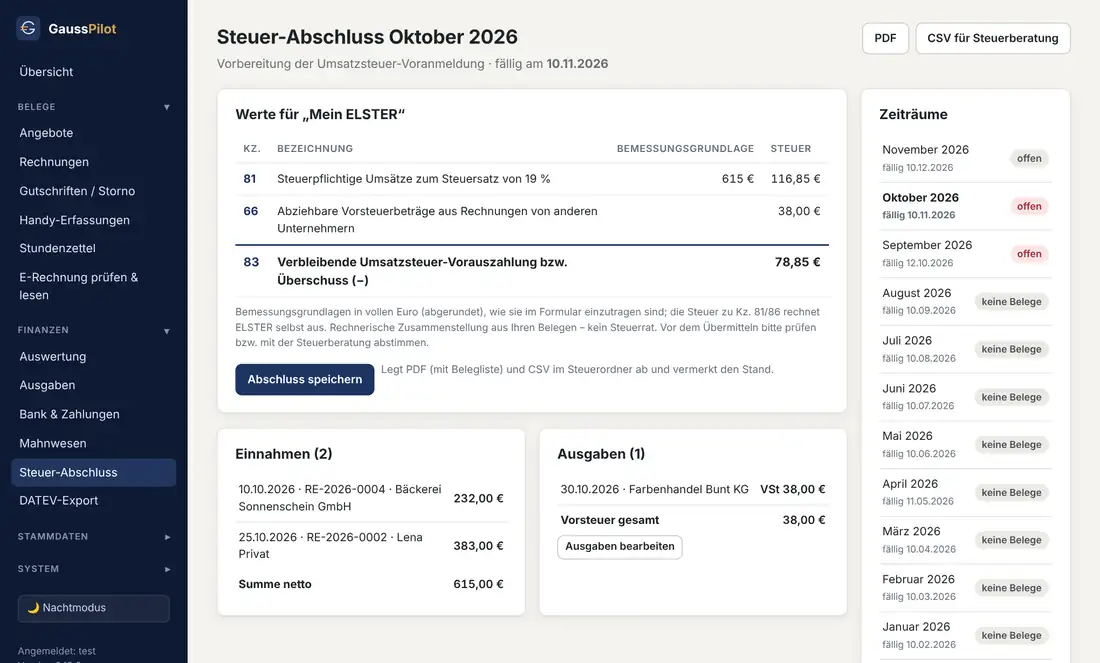 GaussPilot
Übersicht
BELEGE ▼
Angebote
Rechnungen
Gutschriften / Storno
Handy-Erfassungen
Stundenzettel
E-Rechnung prüfen &
lesen
FINANZEN ▼
Auswertung
Ausgaben
Bank & Zahlungen
Mahnwesen
Steuer-Abschluss
DATEV-Export
STAMMDATEN ►
SYSTEM ►
🌙 Nachtmodus
Angemeldet: test
Steuer-Abschluss Oktober 2026
Vorbereitung der Umsatzsteuer-Voranmeldung · fällig am 10.11.2026
PDF
CSV für Steuerberatung
Werte für „Mein ELSTER“
KZ. BEZEICHNUNG BEMESSUNGSGRUNDLAGE STEUER
81 Steuerpflichtige Umsätze zum Steuersatz von 19 % 615 € 116,85 €
66 Abziehbare Vorsteuerbeträge aus Rechnungen von anderen 38,00 €
Unternehmern
83 Verbleibende Umsatzsteuer-Vorauszahlung bzw. 78,85 €
Überschuss (−)
Bemessungsgrundlagen in vollen Euro (abgerundet), wie sie im Formular einzutragen sind; die Steuer zu Kz. 81/86 rechnet
ELSTER selbst aus. Rechnerische Zusammenstellung aus Ihren Belegen – kein Steuerrat. Vor dem Übermitteln bitte prüfen
bzw. mit der Steuerberatung abstimmen.
Abschluss speichern
Legt PDF (mit Belegliste) und CSV im Steuerordner ab und vermerkt den Stand.
Einnahmen (2)
10.10.2026 · RE-2026-0004 · Bäckerei 232,00 €
Sonnenschein GmbH
25.10.2026 · RE-2026-0002 · Lena 383,00 €
Privat
Summe netto 615,00 €
Ausgaben (1)
30.10.2026 · Farbenhandel Bunt KG VSt 38,00 €
Vorsteuer gesamt 38,00 €
Ausgaben bearbeiten
Zeiträume
November 2026 offen
fällig 10.12.2026
Oktober 2026 offen
fällig 10.11.2026
September 2026 offen
fällig 12.10.2026
August 2026 keine Belege
fällig 10.09.2026
Juli 2026 keine Belege
fällig 10.08.2026
Juni 2026 keine Belege
fällig 10.07.2026
Mai 2026 keine Belege
fällig 10.06.2026
April 2026 keine Belege
fällig 11.05.2026
März 2026 keine Belege
fällig 10.04.2026
Februar 2026 keine Belege
fällig 10.03.2026
Januar 2026 keine Belege
fällig 10.02.2026